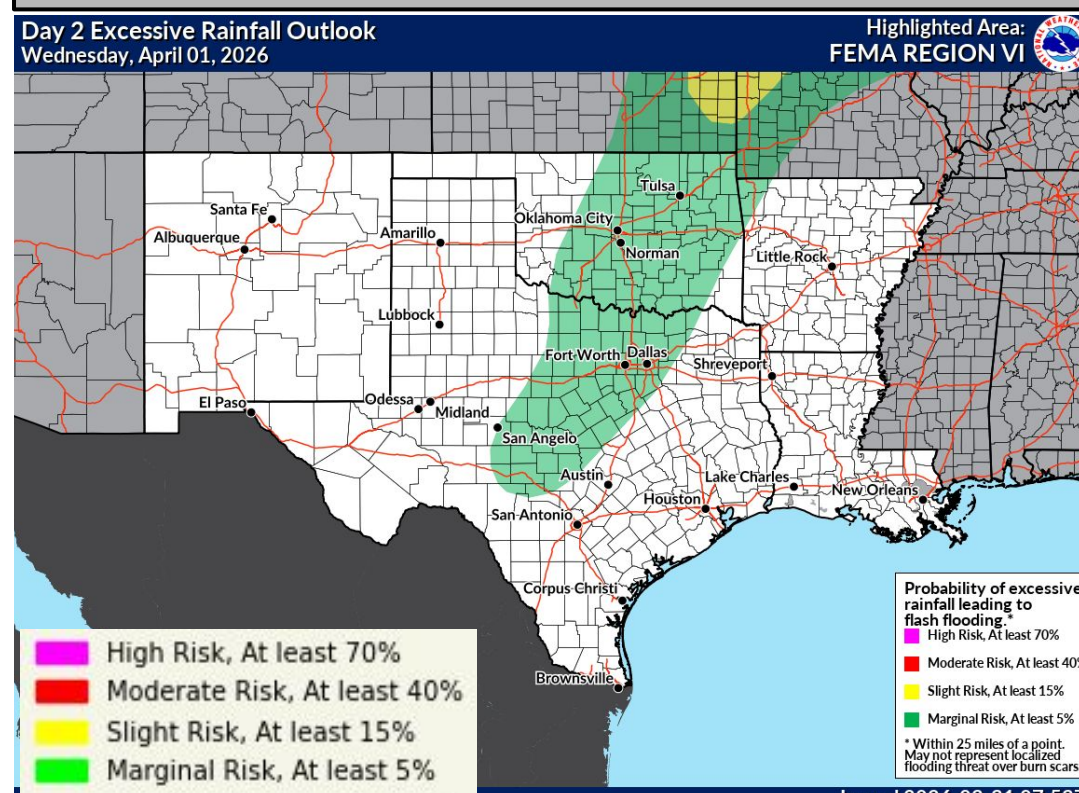 Day 2 Excessive Rainfall Outlook
Wednesday, April 01, 2026
Highlighted Area:
FEMA REGION VI
Tulsa
Santa Fe
Oklahoma City
Albuquerque
Amarillo
Norman
Little Rock
Lubbock
Fort Worth
Dallas
Shreveport
El Paso
Odessa
Midland
San Angelo
Austin
Lake Charles
Houston
New Orleans
San Antonio
Corpus Christi
Brownsville
Probability of excessive
rainfall leading to
flash flooding.*
High Risk, At least 70%
Moderate Risk, At least 40%
Slight Risk, At least 15%
Marginal Risk, At least 5%
* Within 25 miles of a point.
May not represent localized
flooding threat over burn scars
High Risk, At least 70%
Moderate Risk, At least 40%
Slight Risk, At least 15%
Marginal Risk, At least 5%